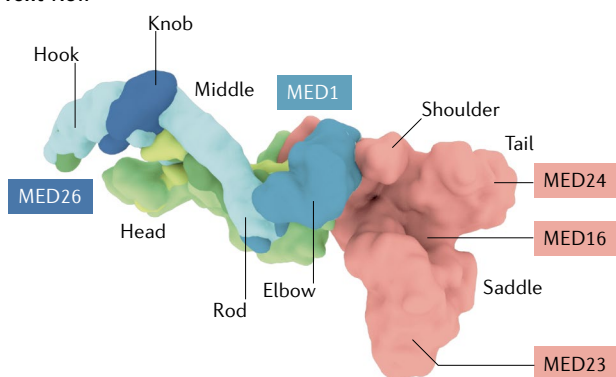 Knob
Hook
Middle
MED1
Shoulder
Tail
MED24
MED26
MED16
Head
Saddle
Elbow
Rod
MED23